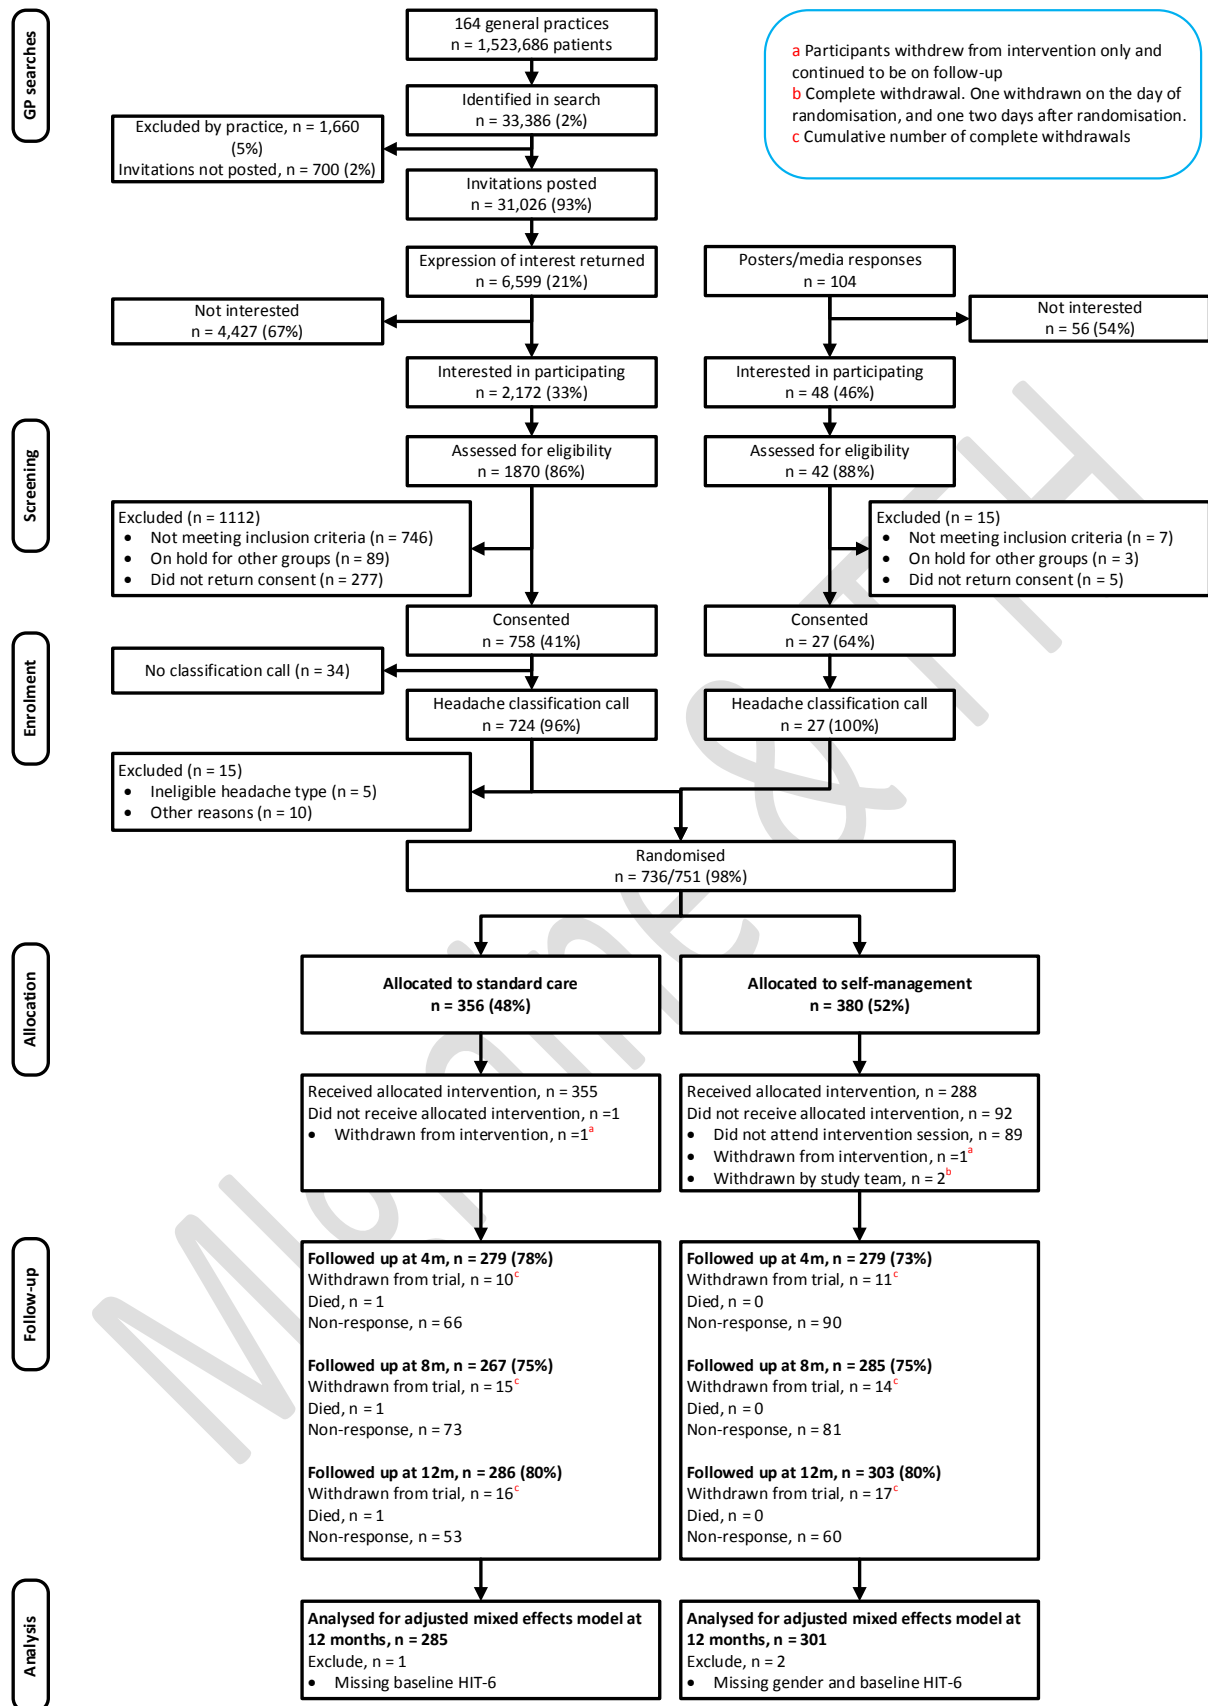 GP searches
164 general practices
n = 1,523,686 patients
a Participants withdrew from intervention only and
continued to be on follow-up
b Complete withdrawal. One withdrawn on the day of
randomisation, and one two days after randomisation.
c Cumulative number of complete withdrawals
Identified in search
n = 33,386 (2%)
Excluded by practice, n = 1,660
(5%)
Invitations not posted, n = 700 (2%)
Invitations posted
n = 31,026 (93%)
Expression of interest returned
n = 6,599 (21%)
Posters/media responses
n = 104
Not interested
n = 4,427 (67%)
Not interested
n = 56 (54%)
Interested in participating
n = 2,172 (33%)
Interested in participating
n = 48 (46%)
Screening
Assessed for eligibility
n = 1870 (86%)
Assessed for eligibility
n = 42 (88%)
Excluded (n = 1112)
• Not meeting inclusion criteria (n = 746)
• On hold for other groups (n = 89)
• Did not return consent (n = 277)
Excluded (n = 15)
• Not meeting inclusion criteria (n = 7)
• On hold for other groups (n = 3)
• Did not return consent (n = 5)
Enrolment
Consented
n = 758 (41%)
Consented
n = 27 (64%)
No classification call (n = 34)
Headache classification call
n = 724 (96%)
Headache classification call
n = 27 (100%)
Excluded (n = 15)
• Ineligible headache type (n = 5)
• Other reasons (n = 10)
Randomised
n = 736/751 (98%)
Allocation
Allocated to standard care
n = 356 (48%)
Allocated to self-management
n = 380 (52%)
Received allocated intervention, n = 355
Did not receive allocated intervention, n =1
• Withdrawn from intervention, n =1a
Received allocated intervention, n = 288
Did not receive allocated intervention, n = 92
• Did not attend intervention session, n = 89
• Withdrawn from intervention, n =1a
• Withdrawn by study team, n = 2b
Follow-up
Followed up at 4m, n = 279 (78%)
Withdrawn from trial, n = 10c
Died, n = 1
Non-response, n = 66
Followed up at 8m, n = 267 (75%)
Withdrawn from trial, n = 15c
Died, n = 1
Non-response, n = 73
Followed up at 12m, n = 286 (80%)
Withdrawn from trial, n = 16c
Died, n = 1
Non-response, n = 53
Followed up at 4m, n = 279 (73%)
Withdrawn from trial, n = 11c
Died, n = 0
Non-response, n = 90
Followed up at 8m, n = 285 (75%)
Withdrawn from trial, n = 14c
Died, n = 0
Non-response, n = 81
Followed up at 12m, n = 303 (80%)
Withdrawn from trial, n = 17c
Died, n = 0
Non-response, n = 60
Analysis
Analysed for adjusted mixed effects model at
12 months, n = 285
Exclude, n = 1
• Missing baseline HIT-6
Analysed for adjusted mixed effects model at
12 months, n = 301
Exclude, n = 2
• Missing gender and baseline HIT-6